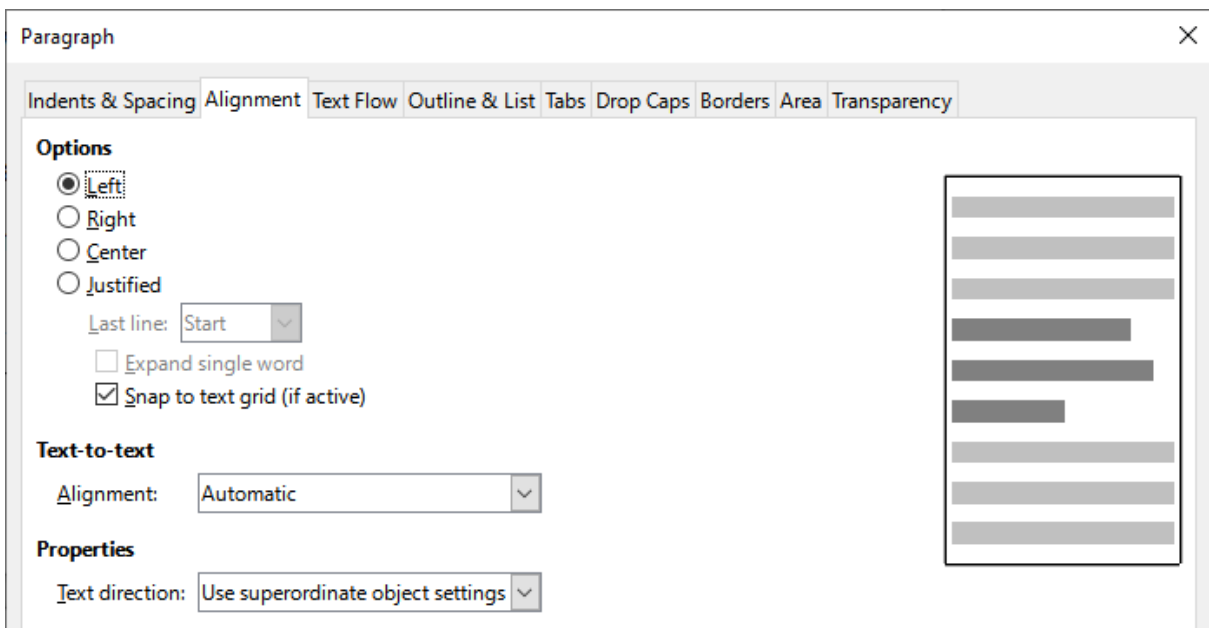 Paragraph
Indents & Spacing Alignment Text Flow Outline & List Tabs Drop Caps Borders Area Transparency
Options
Left
Right
Center
Justified
Last line: Start
Expand single word
Snap to text grid (if active)
Text-to-text
Alignment: Automatic
Properties
Text direction: Use superordinate object settings